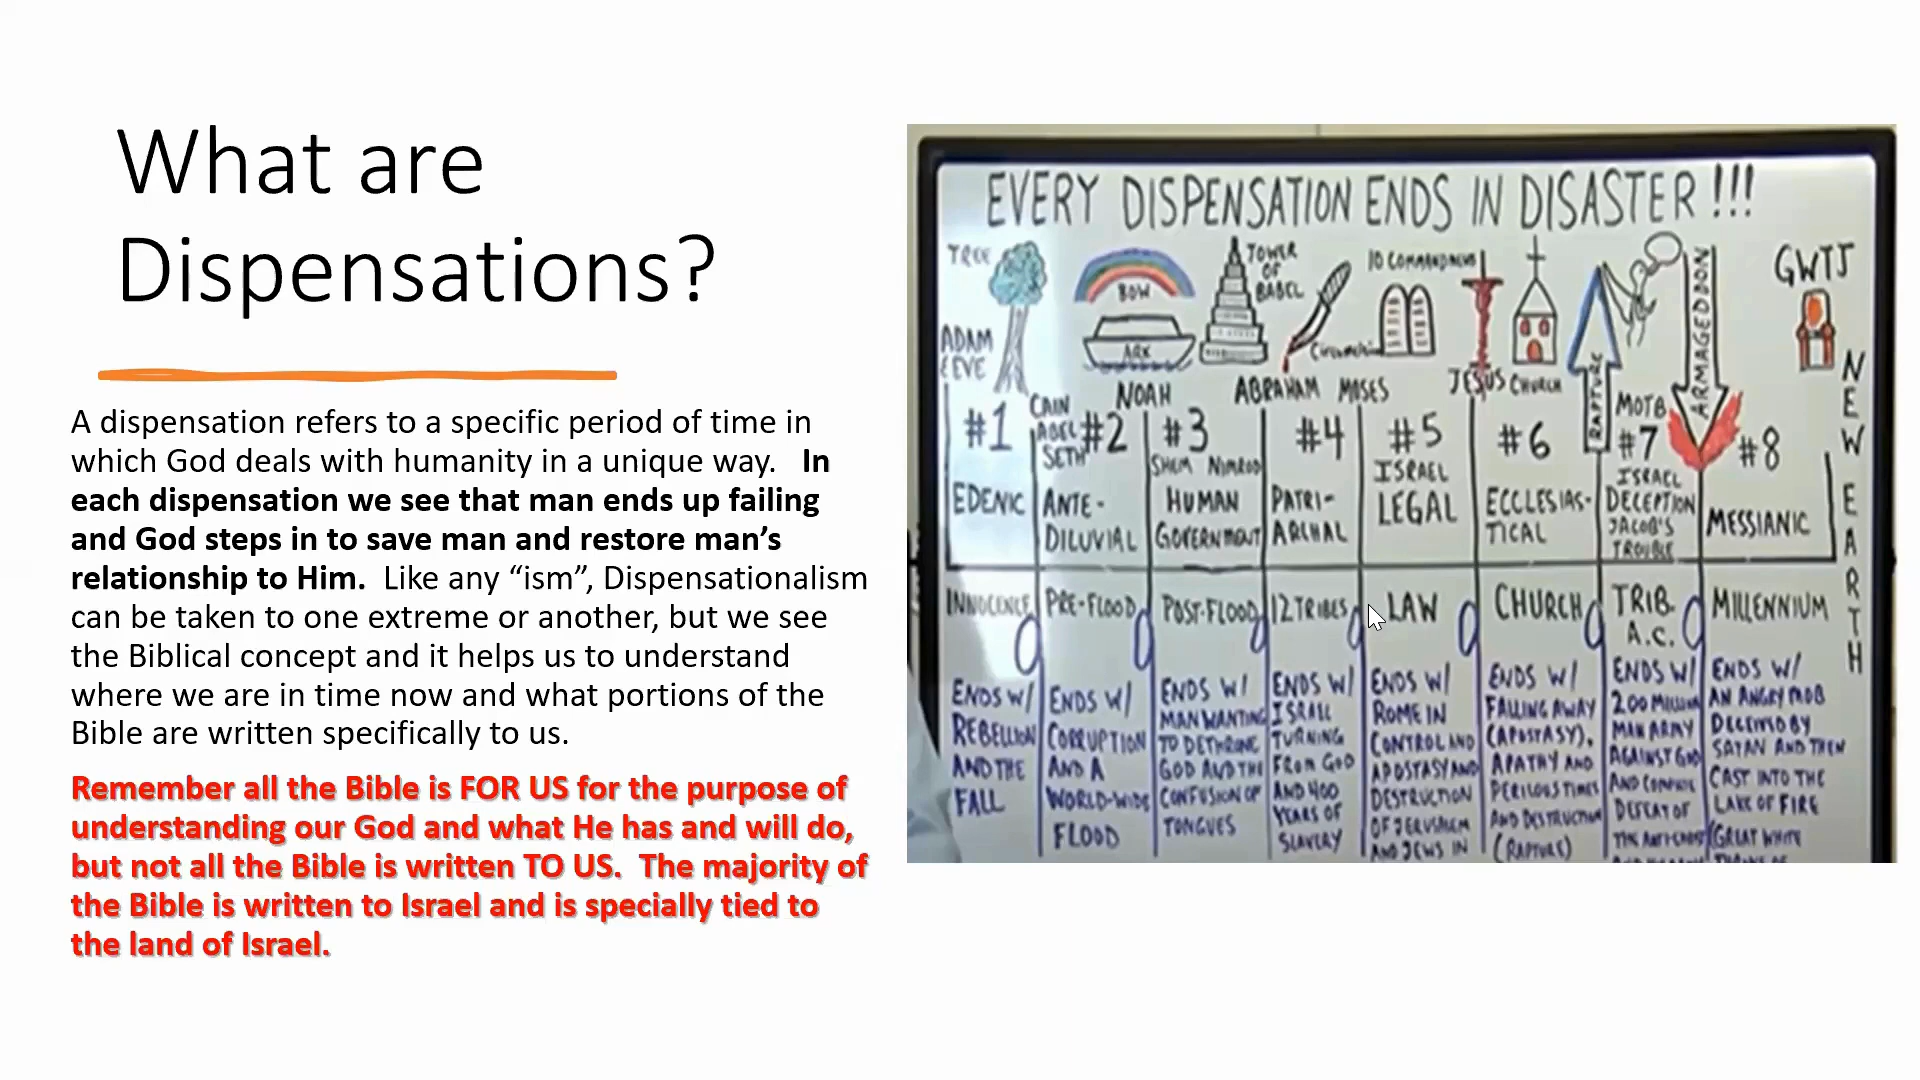 What are
Dispensations?
A dispensation refers to a specific period of time in
which God deals with humanity in a unique way. In
each dispensation we see that man ends up failing
and God steps in to save man and restore man’s
relationship to Him. Like any “ism”, Dispensationalism
can be taken to one extreme or another, but we see
the Biblical concept and it helps us to understand
where we are in time now and what portions of the
Bible are written specifically to us.
Remember all the Bible is FOR US for the purpose of
understanding our God and what He has and will do,
but not all the Bible is written TO US. The majority of
the Bible is written to Israel and is specially tied to
the land of Israel.
EVERY DISPENSATION ENDS IN DISASTER!!!
TREE
ADAM
& EVE
BOW
ARK
NOAH
TOWER
OF
BABEL
ABRAHAM
Circumcision
10 COMMANDMENTS
MOSES
JESUS
CHURCH
RAPTURE
MOTB
ARMAGEDDON
GWTJ
NEW EARTH
#1
EDENIC
INNOCENCE
ENDS W/
REBELLION
AND THE
FALL
CAIN
ABEL
SETH
#2
ANTE-
DILUVIAL
PRE-FLOOD
ENDS W/
CORRUPTION
AND A
WORLD-WIDE
FLOOD
#3
SHEM NIMROD
HUMAN
GOVERNMENT
POST-FLOOD
ENDS W/
MAN WANTING
TO DETHRONE
GOD AND THE
CONFUSION OF
TONGUES
#4
PATRI-
ARCHAL
12 TRIBES
ENDS W/
ISRAEL
TURNING
FROM GOD
AND 400
YEARS OF
SLAVERY
#5
ISRAEL
LEGAL
LAW
ENDS W/
ROME IN
CONTROL AND
APOSTASY AND
DESTRUCTION
OF JERUSALEM
AND JEWS IN
#6
ECCLESIAS-
TICAL
CHURCH
ENDS W/
FALLING AWAY
(APOSTASY),
APATHY AND
PERILOUS TIMES
AND DESTRUCTION
(RAPTURE)
#7
ISRAEL
DECEPTION
JACOB'S
TROUBLE
TRIB.
A.C.
ENDS W/
200 MILLION
MAN ARMY
AGAINST GOD
AND COMPLETE
DEFEAT OF
THE ANTI-CHRIST
#8
MESSIANIC
MILLENNIUM
ENDS W/
AN ANGRY MOB
DECEIVED BY
SATAN AND THEN
CAST INTO THE
LAKE OF FIRE
(GREAT WHITE